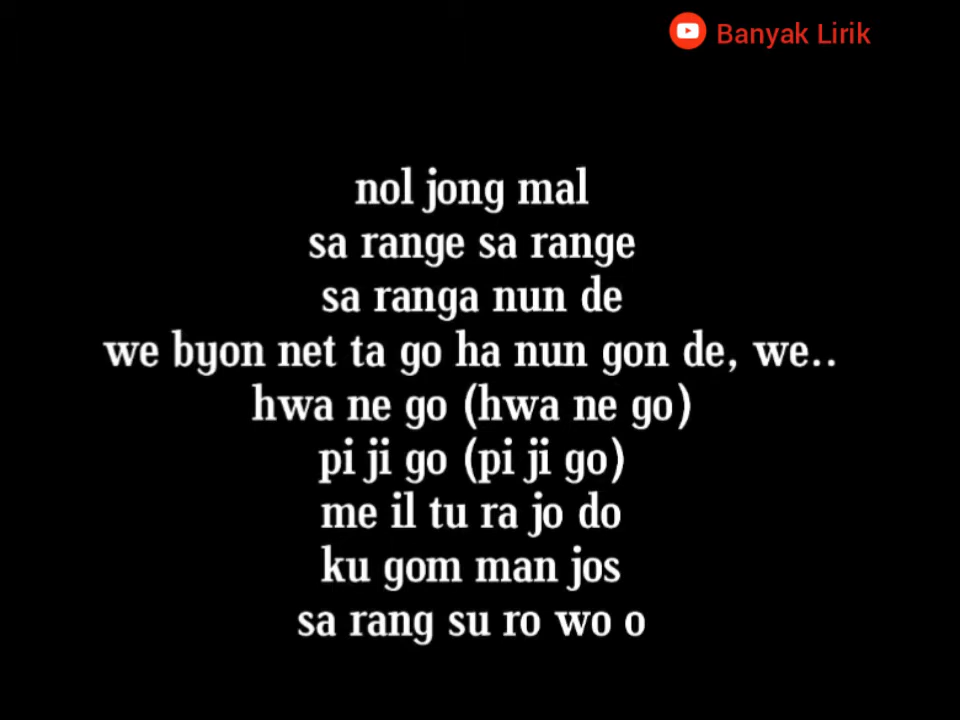 Banyak Lirik
nol jong mal
sa range sa range
sa ranga nun de
we byon net ta go ha nun gon de, we..
hwa ne go (hwa ne go)
pi ji go (pi ji go)
me il tu ra jo do
ku gom man jos
sa rang su ro wo o